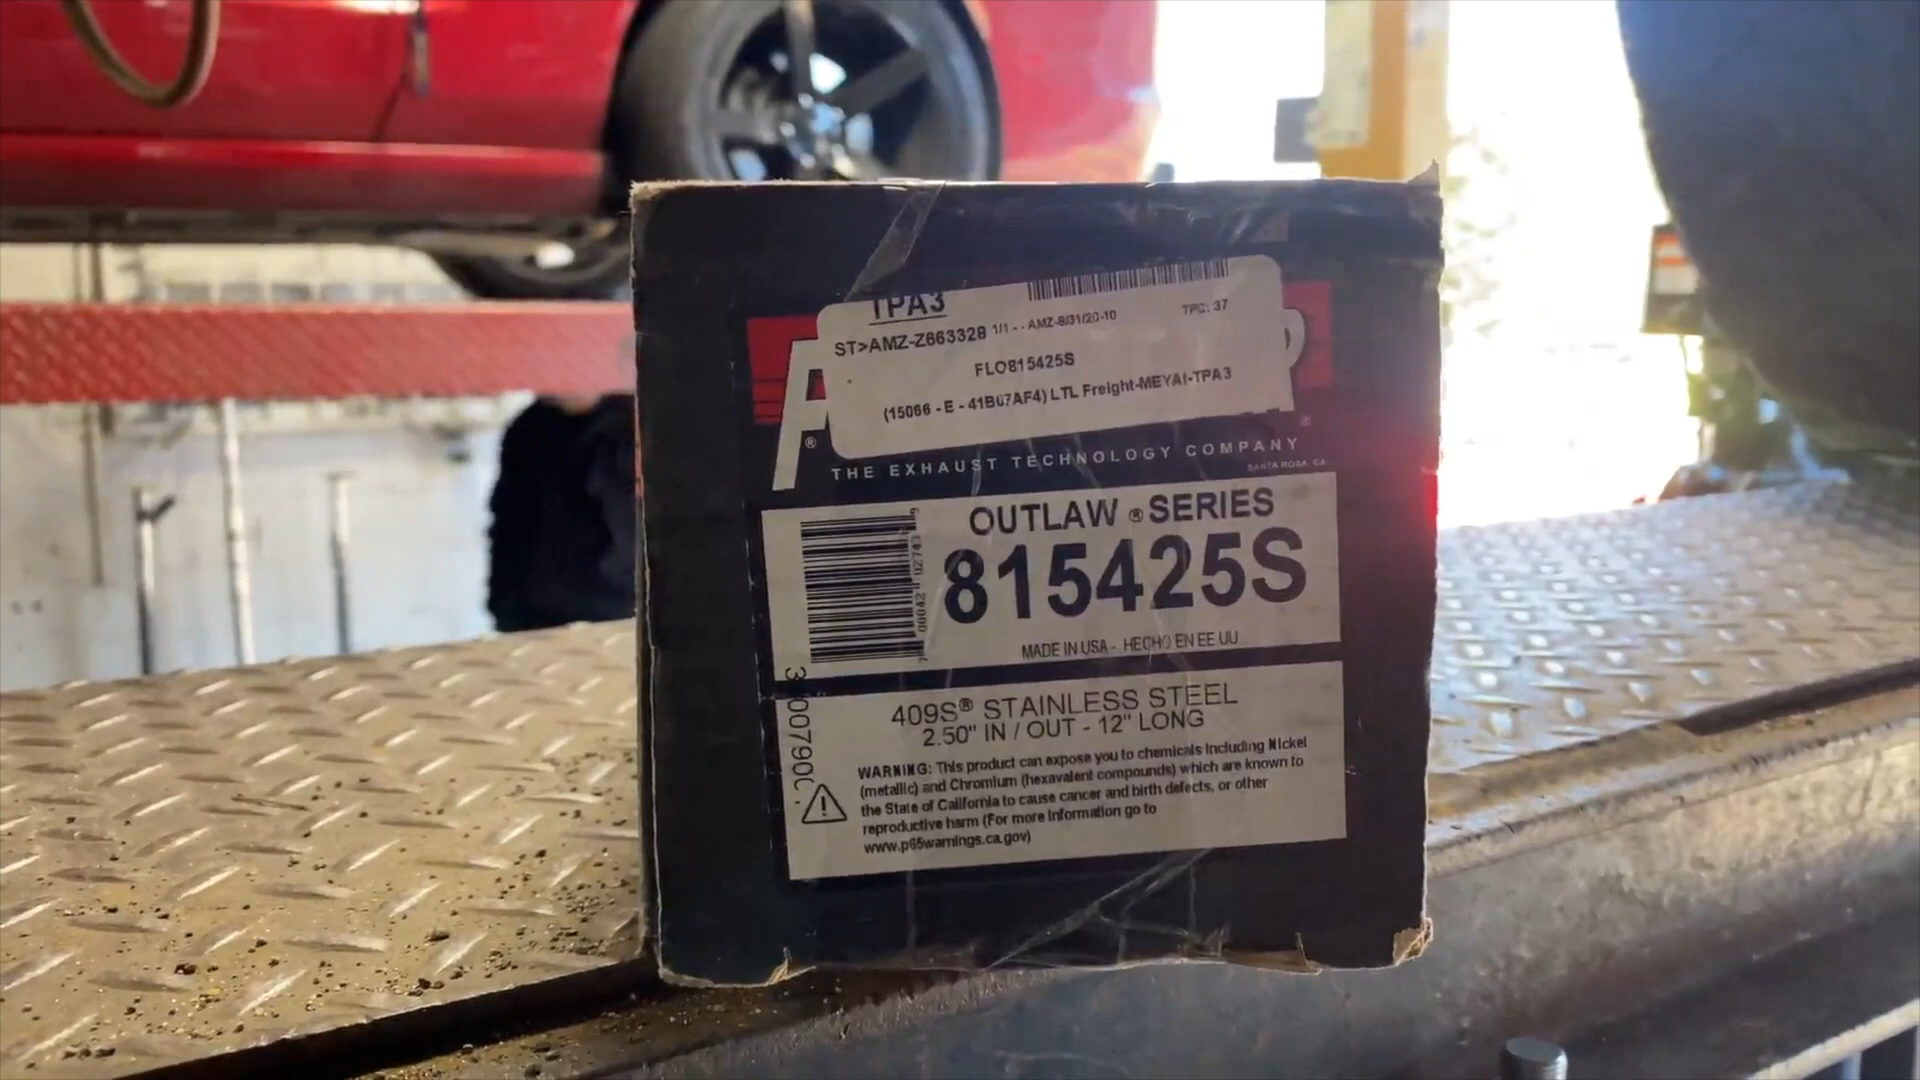 TPA3
ST>AMZ-Z66332B 1/1 - - AMZ-8/31/20-10 TPC: 37
FLO815425S
(15066 - E - 41B07AF4) LTL Freight-MEYAI-TPA3
THE EXHAUST TECHNOLOGY COMPANY
SANTA ROSA, CA
OUTLAW ® SERIES
815425S
MADE IN USA - HECHO EN EE UU
409S® STAINLESS STEEL
2.50" IN / OUT - 12" LONG
WARNING: This product can expose you to chemicals including Nickel
(metallic) and Chromium (hexavalent compounds) which are known to
the State of California to cause cancer and birth defects, or other
reproductive harm (For more information go to
www.p65warnings.ca.gov)